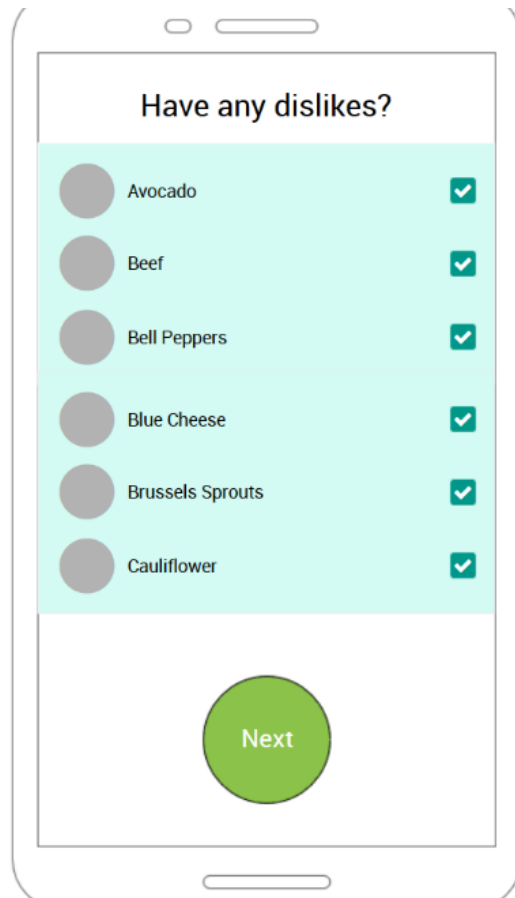 Have any dislikes?
Avocado
Beef
Bell Peppers
Blue Cheese
Brussels Sprouts
Cauliflower
Next